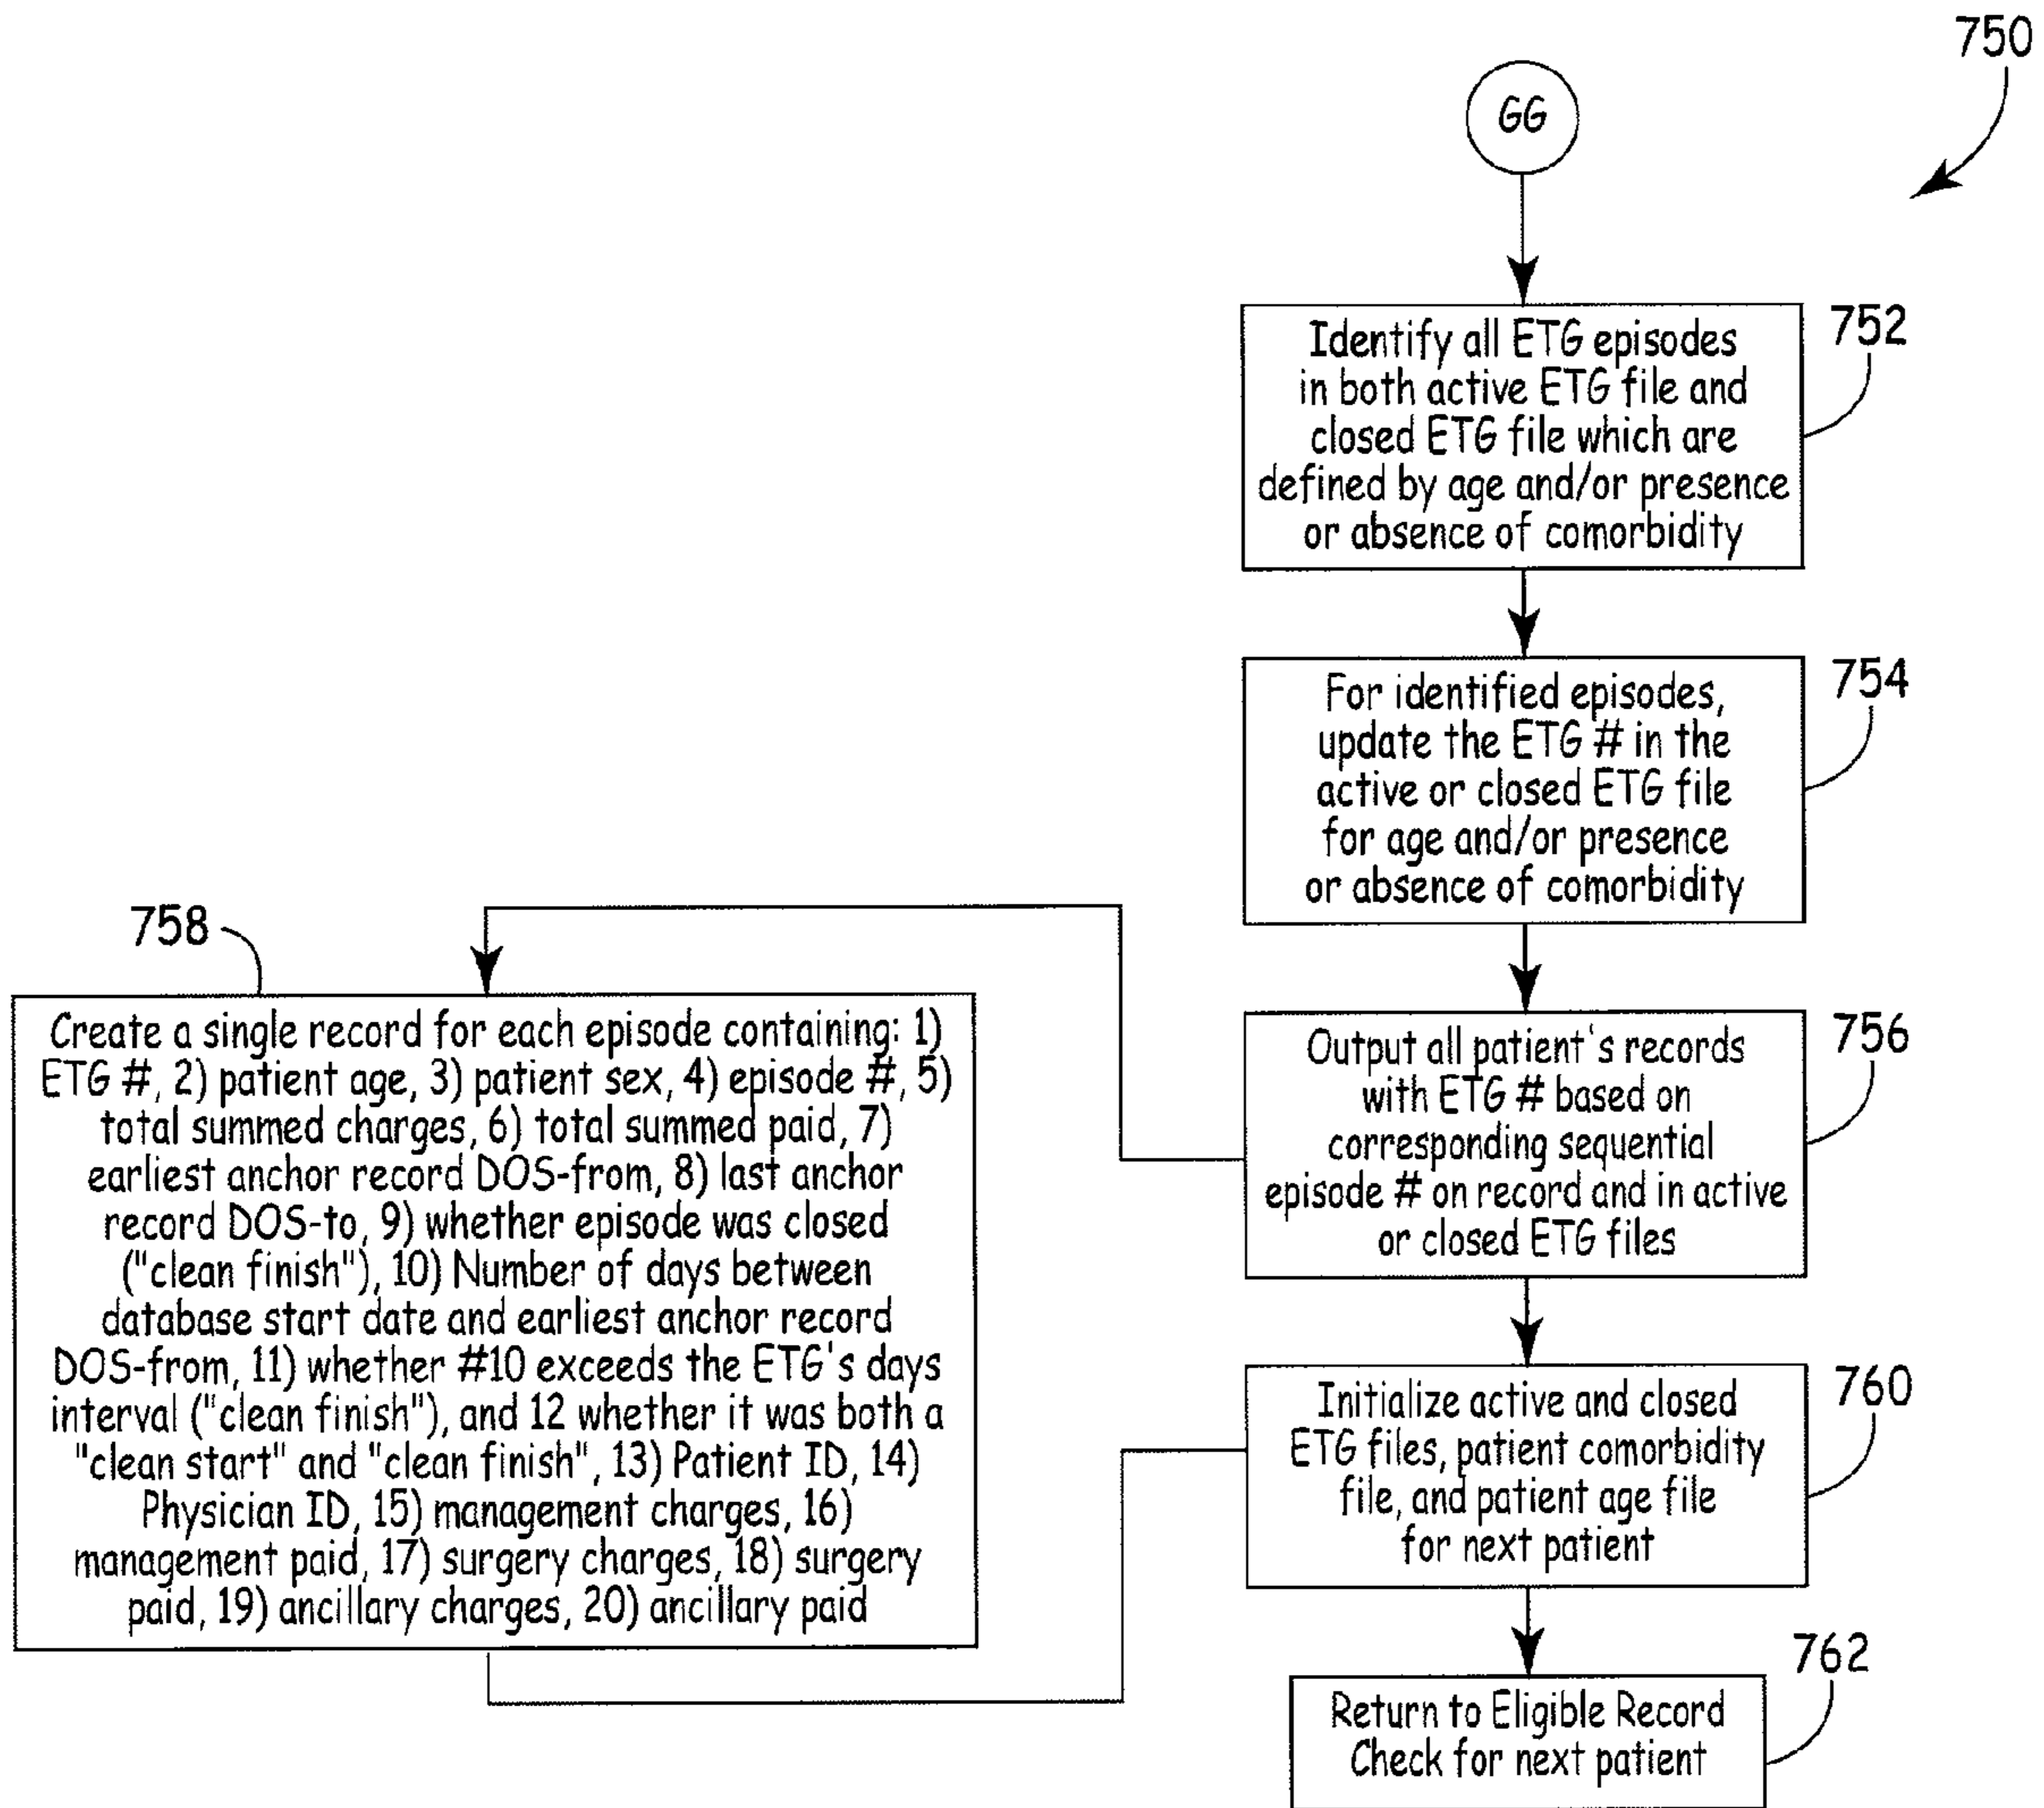 750
GG
752
Identify all ETG episodes
in both active ETG file and
closed ETG file which are
defined by age and/or presence
or absence of comorbidity
754
For identified episodes,
update the ETG # in the
active or closed ETG file
for age and/or presence
or absence of comorbidity
756
Output all patient's records
with ETG # based on
corresponding sequential
episode # on record and in active
or closed ETG files
758
Create a single record for each episode containing: 1)
ETG #, 2) patient age, 3) patient sex, 4) episode #, 5)
total summed charges, 6) total summed paid, 7)
earliest anchor record DOS-from, 8) last anchor
record DOS-to, 9) whether episode was closed
("clean finish"), 10) Number of days between
database start date and earliest anchor record
DOS-from, 11) whether #10 exceeds the ETG's days
interval ("clean finish"), and 12 whether it was both a
"clean start" and "clean finish", 13) Patient ID, 14)
Physician ID, 15) management charges, 16)
management paid, 17) surgery charges, 18) surgery
paid, 19) ancillary charges, 20) ancillary paid
760
Initialize active and closed
ETG files, patient comorbidity
file, and patient age file
for next patient
762
Return to Eligible Record
Check for next patient